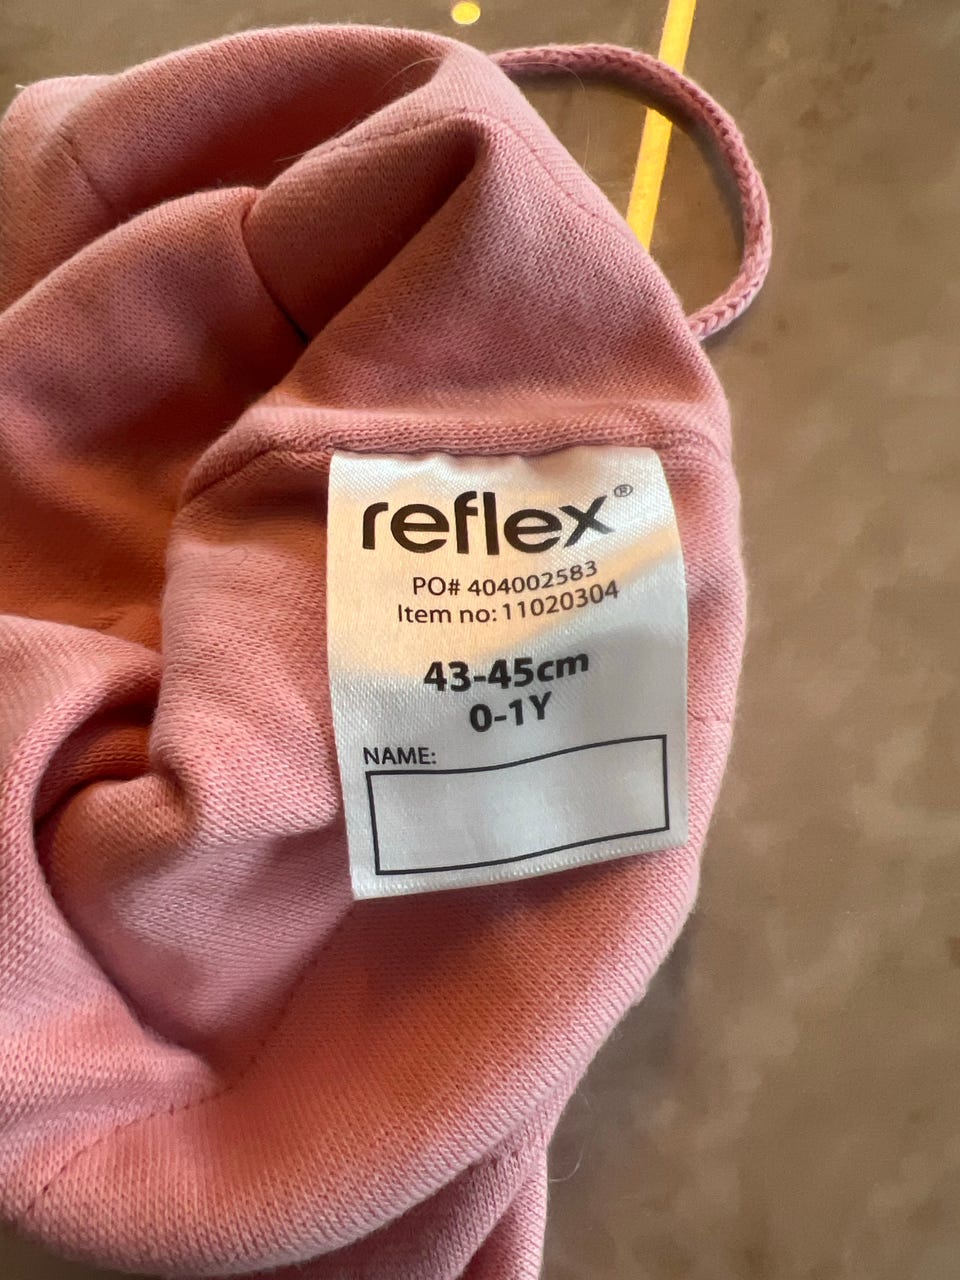 reflex®
PO# 404002583
Item no: 11020304
43-45cm
0-1Y
NAME: